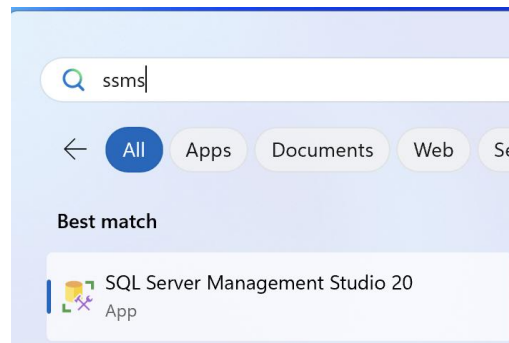 ssms
All Apps Documents Web
Best match
SQL Server Management Studio 20
App